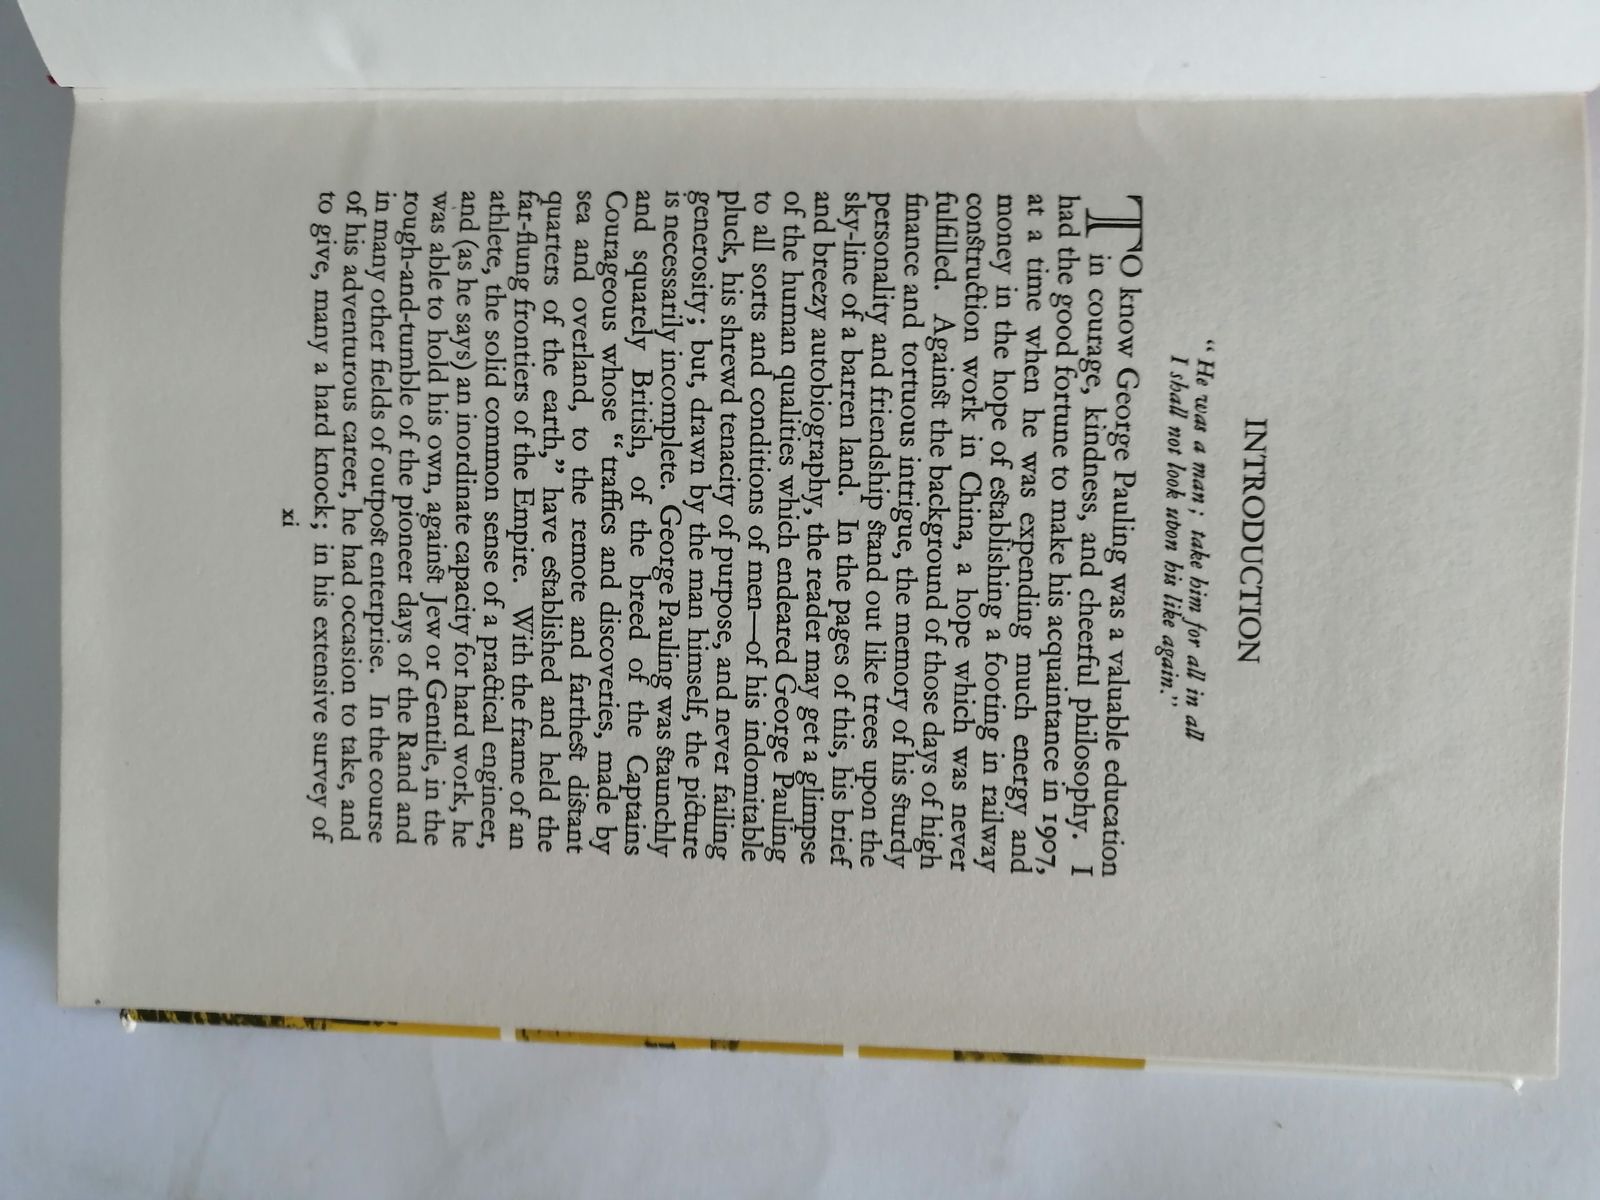 INTRODUCTION
“ He was a man ; take him for all in all
I shall not look upon his like again.”
TO know George Pauling was a valuable education
in courage, kindness, and cheerful philosophy. I
had the good fortune to make his acquaintance in 1907,
at a time when he was expending much energy and
money in the hope of establishing a footing in railway
construction work in China, a hope which was never
fulfilled. Against the background of those days of high
finance and tortuous intrigue, the memory of his sturdy
personality and friendship stand out like trees upon the
sky-line of a barren land. In the pages of this, his brief
and breezy autobiography, the reader may get a glimpse
of the human qualities which endeared George Pauling
to all sorts and conditions of men—of his indomitable
pluck, his shrewd tenacity of purpose, and never failing
generosity ; but, drawn by the man himself, the picture
is necessarily incomplete. George Pauling was staunchly
and squarely British, of the breed of the Captains
Courageous whose “ traffics and discoveries, made by
sea and overland, to the remote and farthest distant
quarters of the earth,” have established and held the
far-flung frontiers of the Empire. With the frame of an
athlete, the solid common sense of a practical engineer,
and (as he says) an inordinate capacity for hard work, he
was able to hold his own, against Jew or Gentile, in the
rough-and-tumble of the pioneer days of the Rand and
in many other fields of outpost enterprise. In the course
of his adventurous career, he had occasion to take, and
to give, many a hard knock ; in his extensive survey of
xi